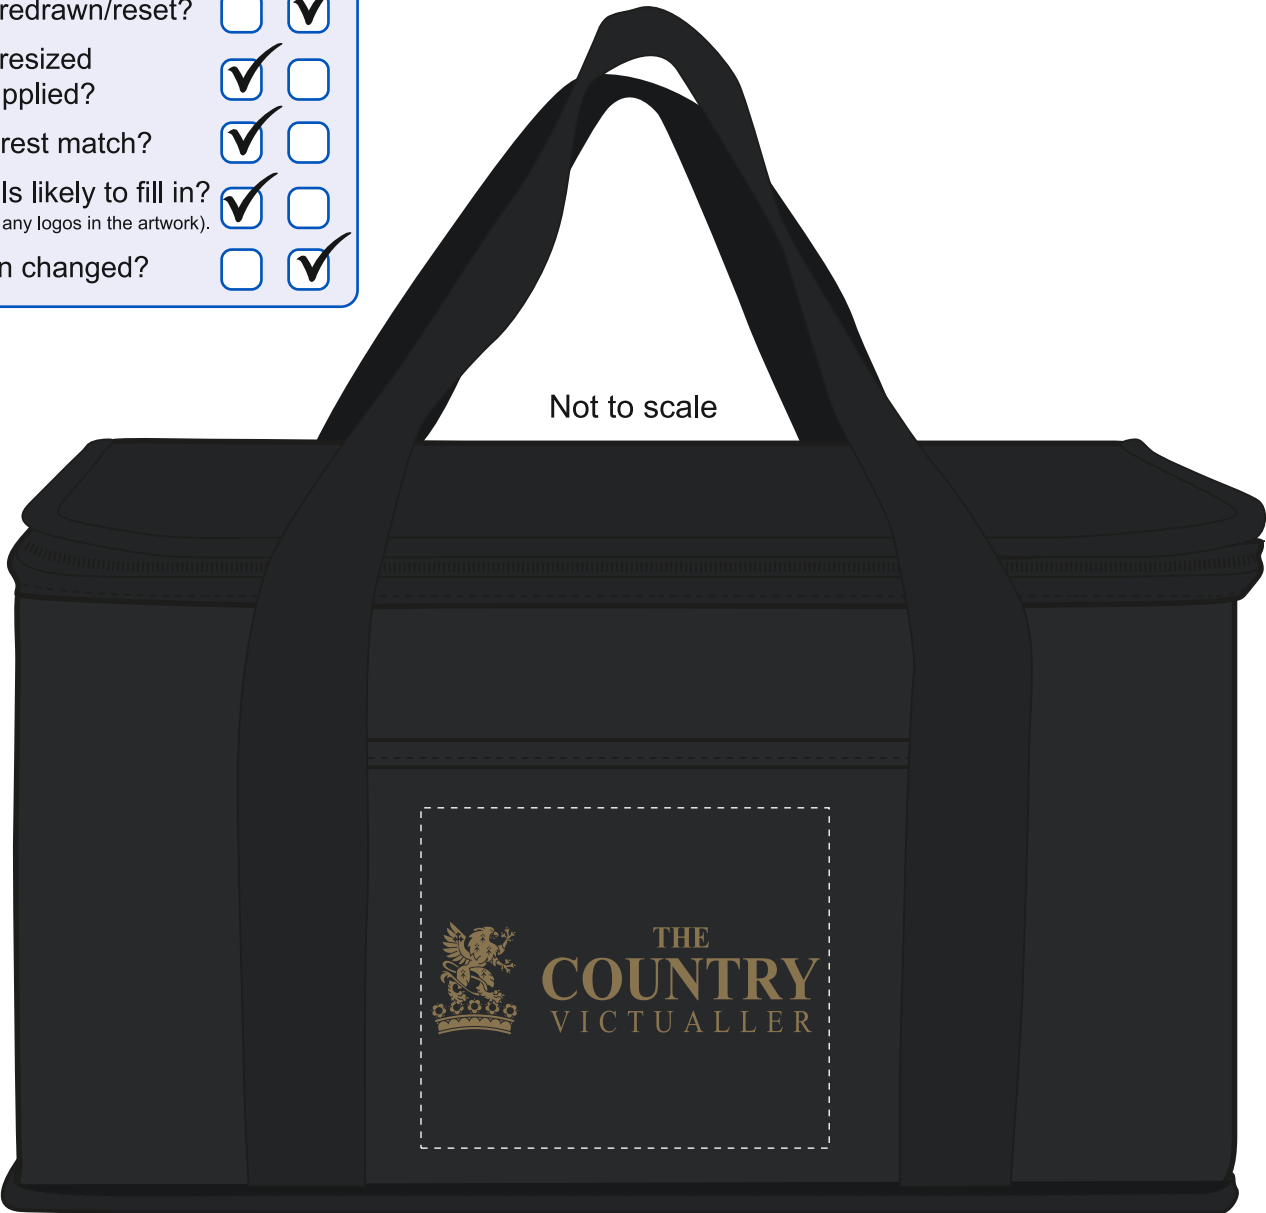 redrawn/reset?
resized
pplied?
rest match?
ls likely to fill in?
any logos in the artwork).
n changed?
Not to scale
THE
COUNTRY
VICTUALLER